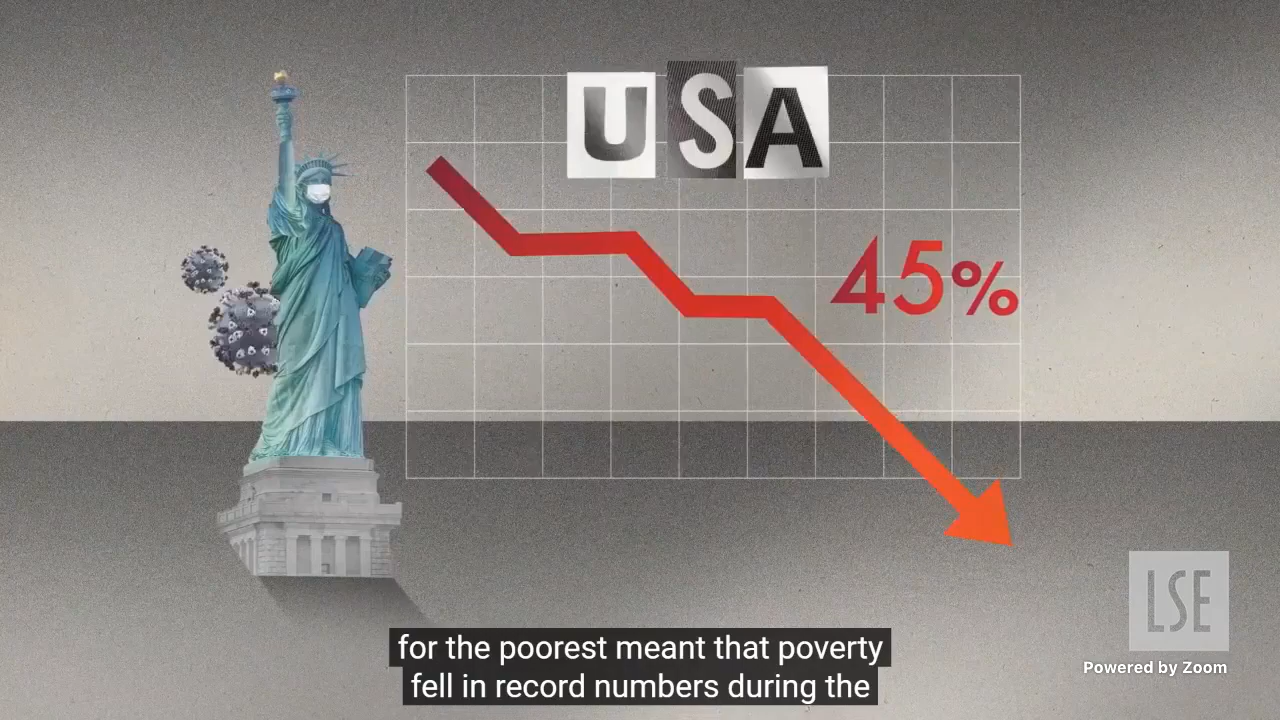 USA
45%
LSE
Powered by Zoom
for the poorest meant that poverty
fell in record numbers during the